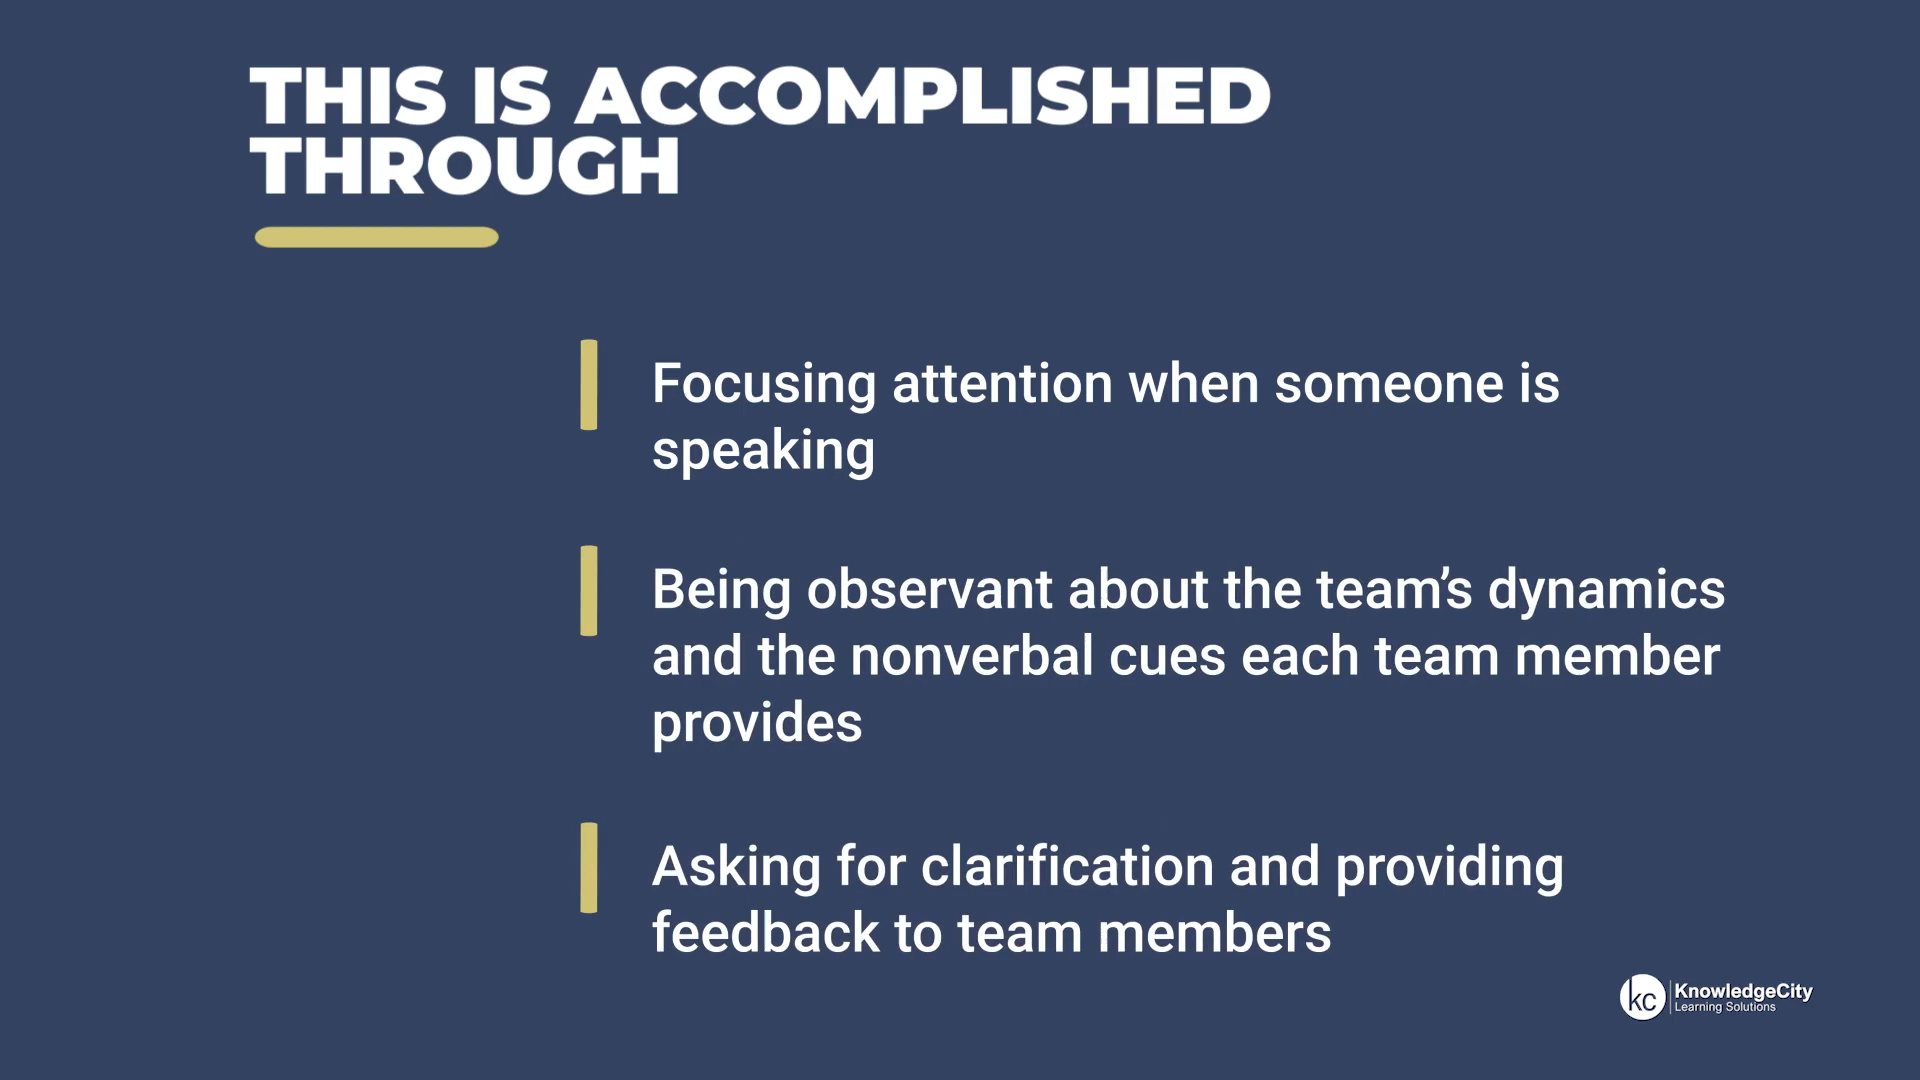 THIS IS ACCOMPLISHED
THROUGH
Focusing attention when someone is
speaking
Being observant about the team’s dynamics
and the nonverbal cues each team member
provides
Asking for clarification and providing
feedback to team members
kc
KnowledgeCity
Learning Solutions